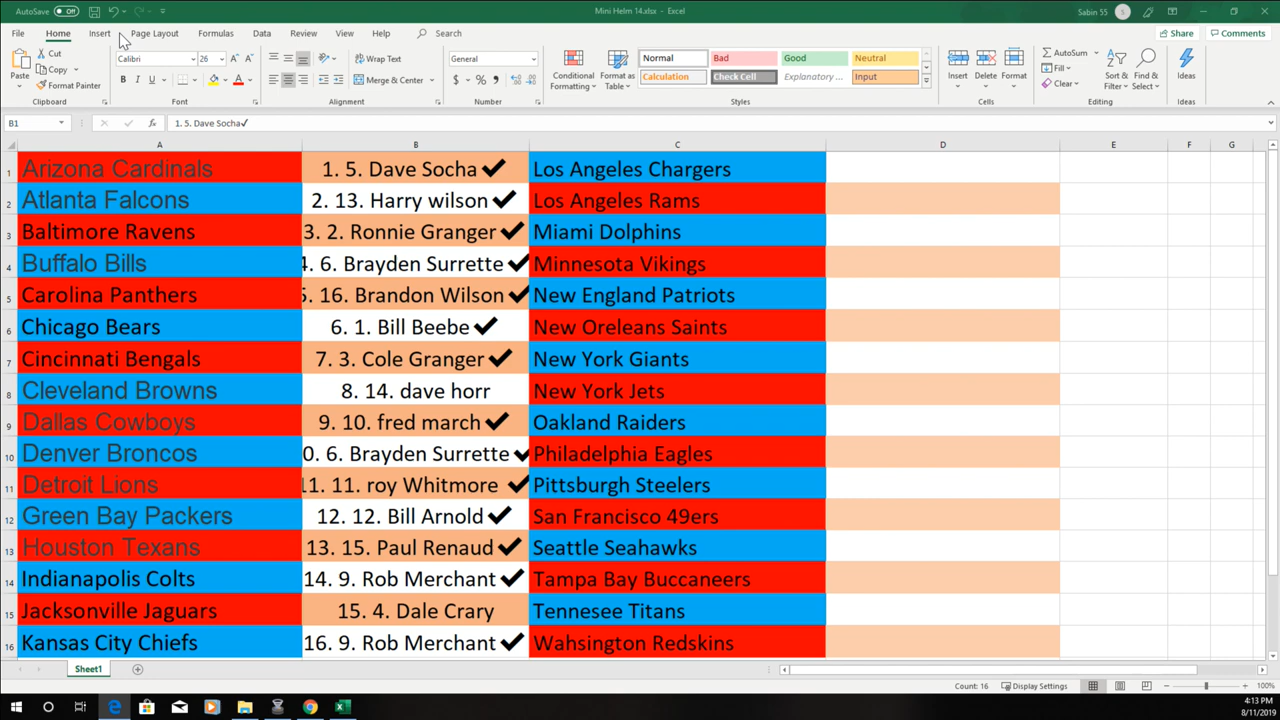 AutoSave Off Mini Helm 14.xlsx - Excel Sabin 55 S
File Home Insert Page Layout Formulas Data Review View Help Search Share Comments
Paste Cut Copy Format Painter Clipboard
Calibri 26 B I U Font
Wrap Text Merge & Center Alignment
General $ % Number
Conditional Formatting Format as Table
Normal Bad Good Neutral
Calculation Check Cell Explanatory ... Input
Styles
Insert Delete Format Cells
AutoSum Fill Clear Sort & Filter Find & Select Editing
Ideas Ideas
B1 fx 1. 5. Dave Socha✓
A B C D E F G
1 Arizona Cardinals 1. 5. Dave Socha ✓ Los Angeles Chargers
2 Atlanta Falcons 2. 13. Harry wilson ✓ Los Angeles Rams
3 Baltimore Ravens 3. 2. Ronnie Granger ✓ Miami Dolphins
4 Buffalo Bills 4. 6. Brayden Surrette ✓ Minnesota Vikings
5 Carolina Panthers 5. 16. Brandon Wilson ✓ New England Patriots
6 Chicago Bears 6. 1. Bill Beebe ✓ New Oreleans Saints
7 Cincinnati Bengals 7. 3. Cole Granger ✓ New York Giants
8 Cleveland Browns 8. 14. dave horr New York Jets
9 Dallas Cowboys 9. 10. fred march ✓ Oakland Raiders
10 Denver Broncos 0. 6. Brayden Surrette ✓ Philadelphia Eagles
11 Detroit Lions 11. 11. roy Whitmore ✓ Pittsburgh Steelers
12 Green Bay Packers 12. 12. Bill Arnold ✓ San Francisco 49ers
13 Houston Texans 13. 15. Paul Renaud ✓ Seattle Seahawks
14 Indianapolis Colts 14. 9. Rob Merchant ✓ Tampa Bay Buccaneers
15 Jacksonville Jaguars 15. 4. Dale Crary Tennesee Titans
16 Kansas City Chiefs 16. 9. Rob Merchant ✓ Wahsington Redskins
Sheet1
Count: 16 Display Settings 100%
4:13 PM
8/11/2019